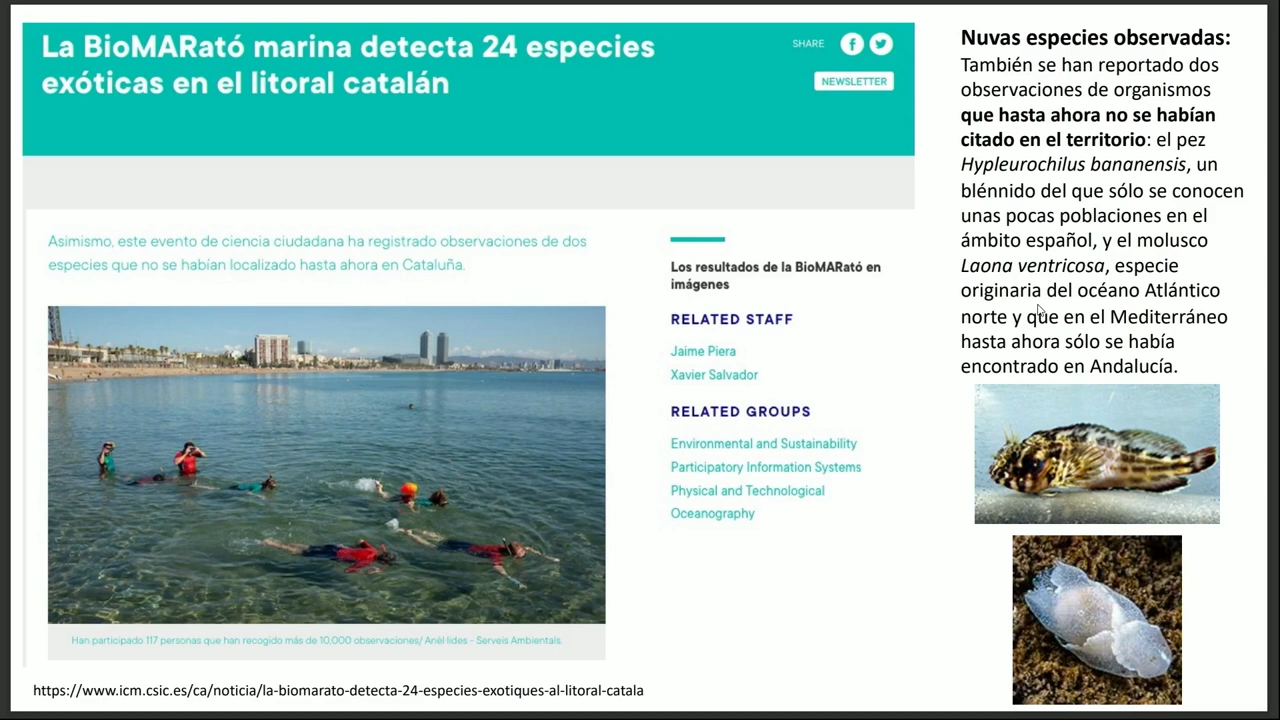 La BioMARató marina detecta 24 especies
exóticas en el litoral catalán
SHARE
NEWSLETTER
Asimismo, este evento de ciencia ciudadana ha registrado observaciones de dos
especies que no se habían localizado hasta ahora en Cataluña.
Han participado 117 personas que han recogido más de 10.000 observaciones/ Anèl·lides - Serveis Ambientals.
Los resultados de la BioMARató en
imágenes
RELATED STAFF
Jaime Piera
Xavier Salvador
RELATED GROUPS
Environmental and Sustainability
Participatory Information Systems
Physical and Technological
Oceanography
https://www.icm.csic.es/ca/noticia/la-biomarato-detecta-24-especies-exotiques-al-litoral-catala
Nuvas especies observadas:
También se han reportado dos
observaciones de organismos
que hasta ahora no se habían
citado en el territorio: el pez
Hypleurochilus bananensis, un
blénnido del que sólo se conocen
unas pocas poblaciones en el
ámbito español, y el molusco
Laona ventricosa, especie
originaria del océano Atlántico
norte y que en el Mediterráneo
hasta ahora sólo se había
encontrado en Andalucía.